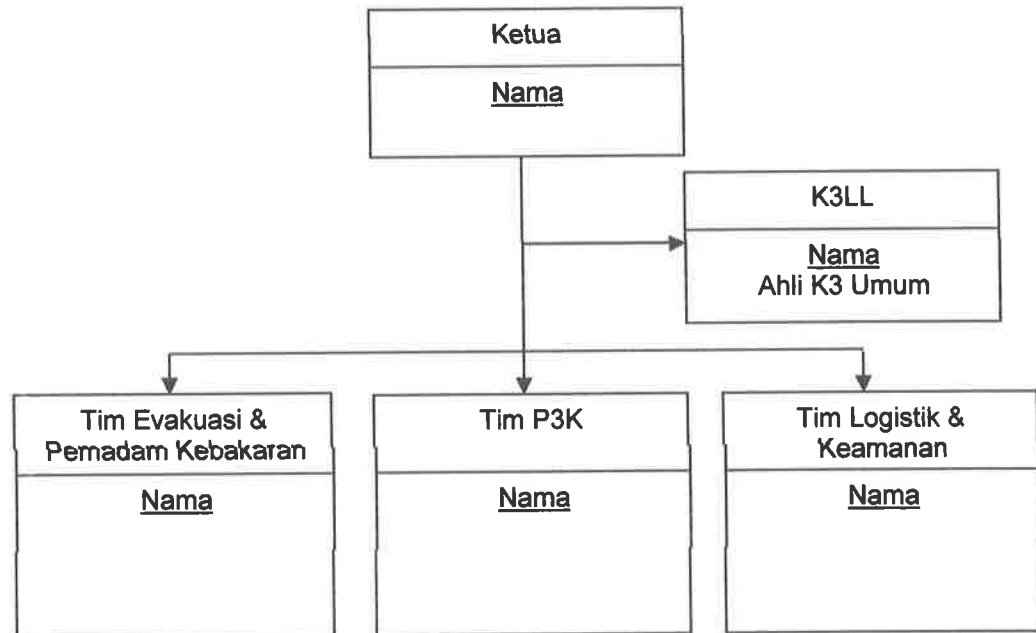 Ketua
Nama
K3LL
Nama
Ahli K3 Umum
Tim Evakuasi &
Pemadam Kebakaran
Nama
Tim P3K
Nama
Tim Logistik &
Keamanan
Nama